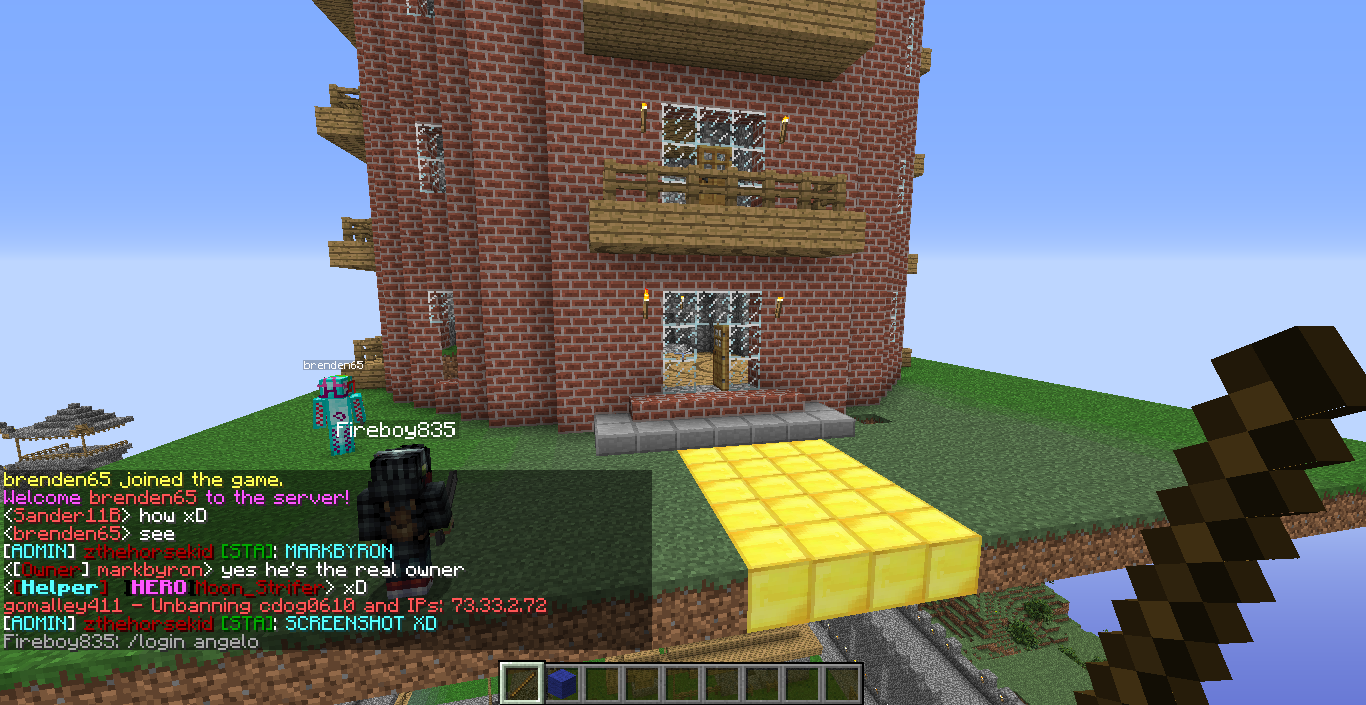 brenden65
Fireboy835
brenden65 joined the game.
Welcome brenden65 to the server!
<Sander11B> how xD
<brenden65> see
[ADMIN] zthehorsekid [STA]: MARKBYRON
<[Owner] markbyron> yes he's the real owner
<[Helper] [HERO]Moon_Strifer> xD
gomalley411 - Unbanning cdog0610 and IPs: 73.33.2.72
[ADMIN] zthehorsekid [STA]: SCREENSHOT XD
Fireboy835: /login angelo